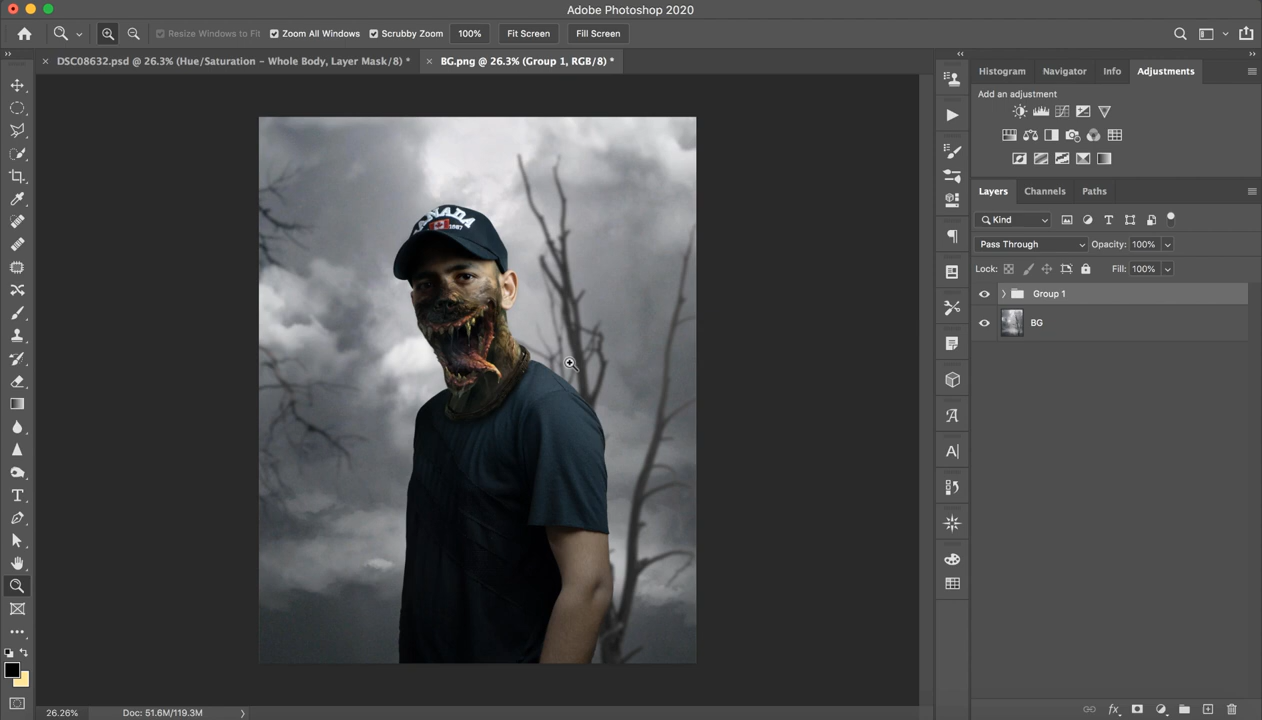 Adobe Photoshop 2020
Resize Windows to Fit Zoom All Windows Scrubby Zoom 100% Fit Screen Fill Screen
DSC08632.psd @ 26.3% (Hue/Saturation - Whole Body, Layer Mask/8) * BG.png @ 26.3% (Group 1, RGB/8) *
Histogram Navigator Info Adjustments
Add an adjustment
Layers Channels Paths
Kind
Pass Through Opacity: 100%
Lock: Fill: 100%
Group 1
BG
CANADA
26.26% Doc: 51.6M/119.3M